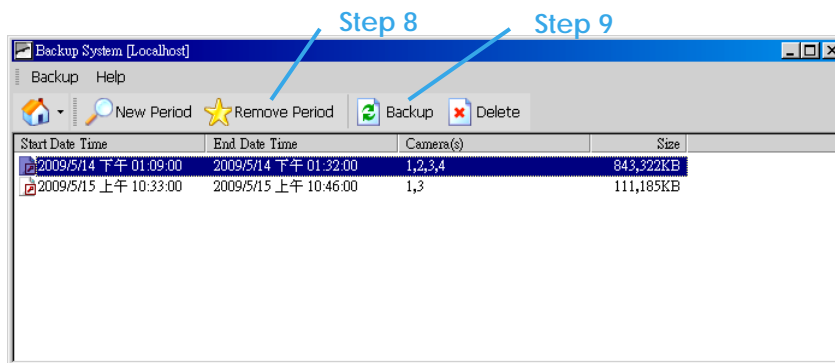 Step 8 Step 9
Backup System [Localhost]
Backup Help
New Period Remove Period Backup Delete
Start Date Time End Date Time Camera(s) Size
2009/5/14 下午 01:09:00 2009/5/14 下午 01:32:00 1,2,3,4 843,322KB
2009/5/15 上午 10:33:00 2009/5/15 上午 10:46:00 1,3 111,185KB